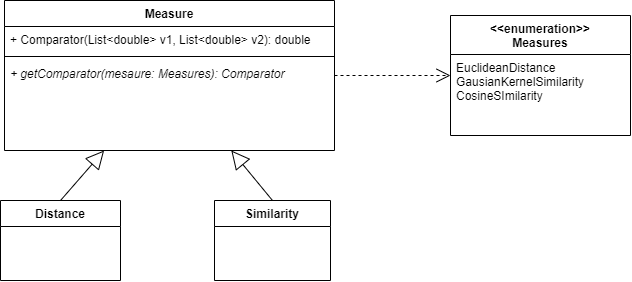 Measure
+ Comparator(List<double> v1, List<double> v2): double
+ getComparator(mesaure: Measures): Comparator
<<enumeration>>
Measures
EuclideanDistance
GausianKernelSimilarity
CosineSImilarity
Distance
Similarity